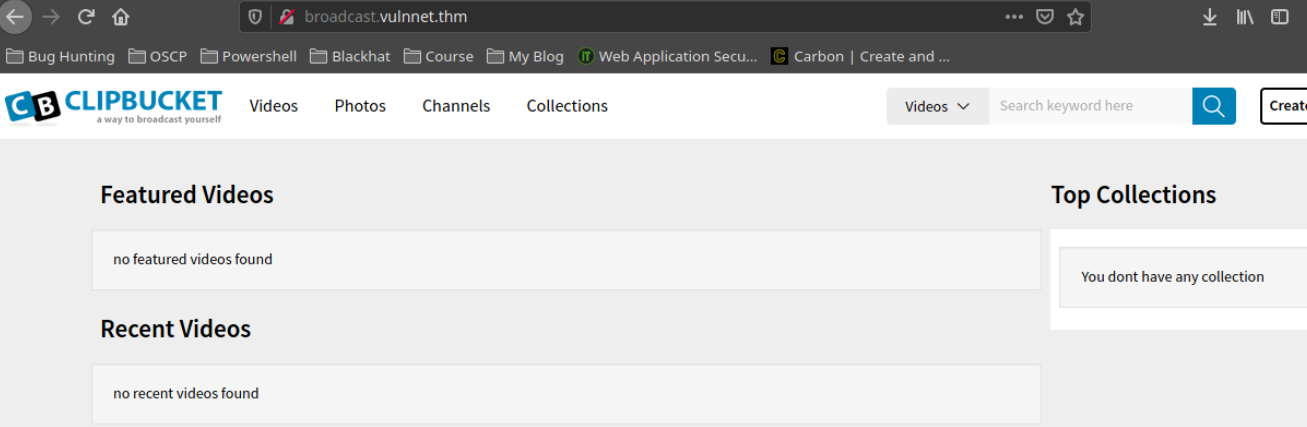 broadcast.vulnnet.thm
Bug Hunting OSCP Powershell Blackhat Course My Blog Web Application Secu... Carbon | Create and ...
CB CLIPBUCKET Videos Photos Channels Collections Videos Search keyword here Create
a way to broadcast yourself
Featured Videos Top Collections
no featured videos found
You dont have any collection
Recent Videos
no recent videos found